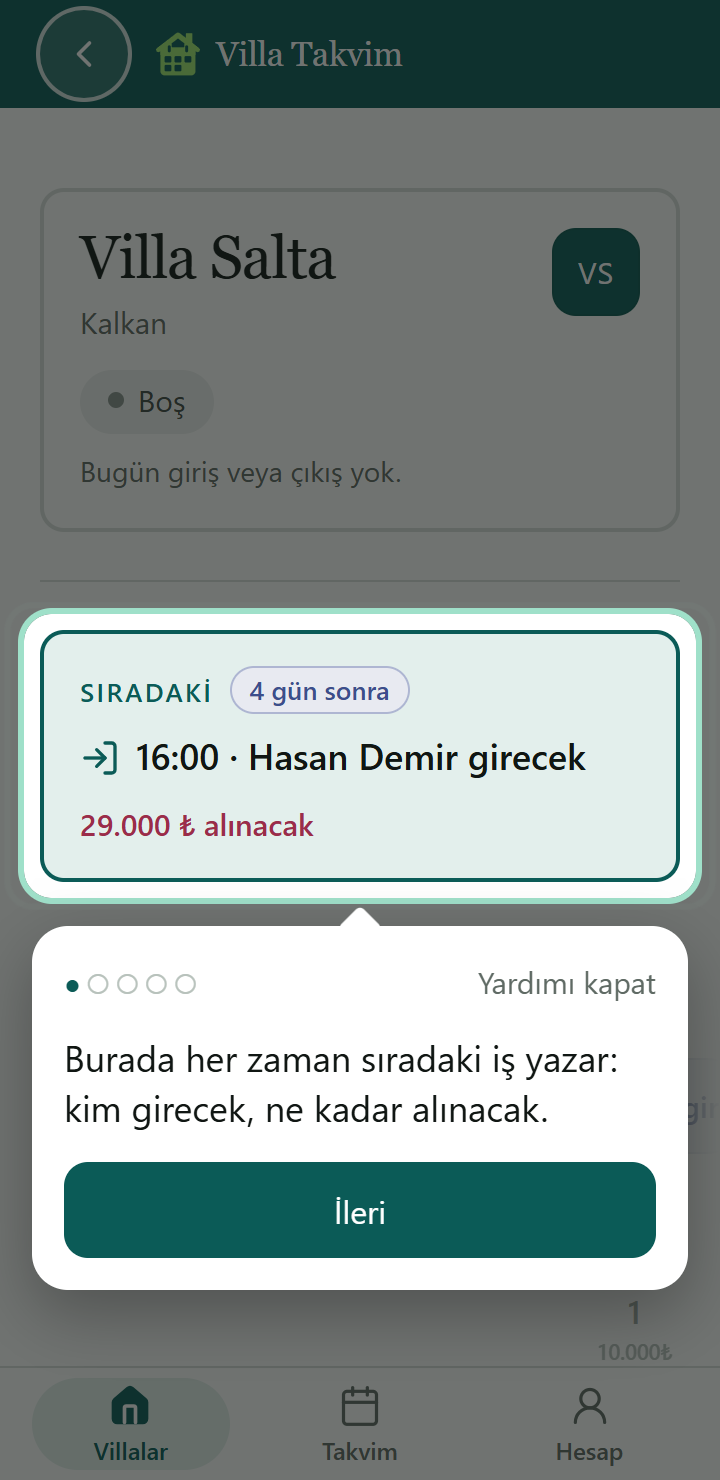 Villa Takvim
Villa Salta
VS
Kalkan
Boş
Bugün giriş veya çıkış yok.
SIRADAKİ
4 gün sonra
16:00 · Hasan Demir girecek
29.000 ₺ alınacak
Yardımı kapat
Burada her zaman sıradaki iş yazar:
kim girecek, ne kadar alınacak.
İleri
1
10.000₺
Villalar
Takvim
Hesap